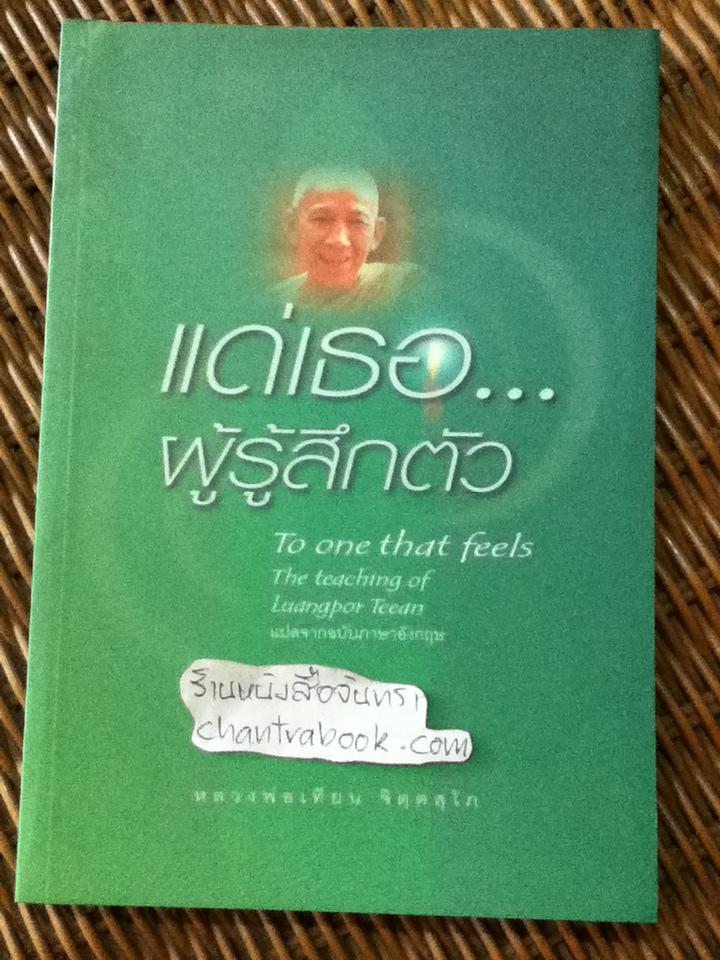 แด่เธอ...
ผู้รู้สึกตัว
To one that feels
The teaching of
Luangpor Teean
แปลจากฉบับภาษาอังกฤษ
ร้านหนังสือจันทรา
chantrabook.com
หลวงพ่อเทียน จิตฺตสุโภ